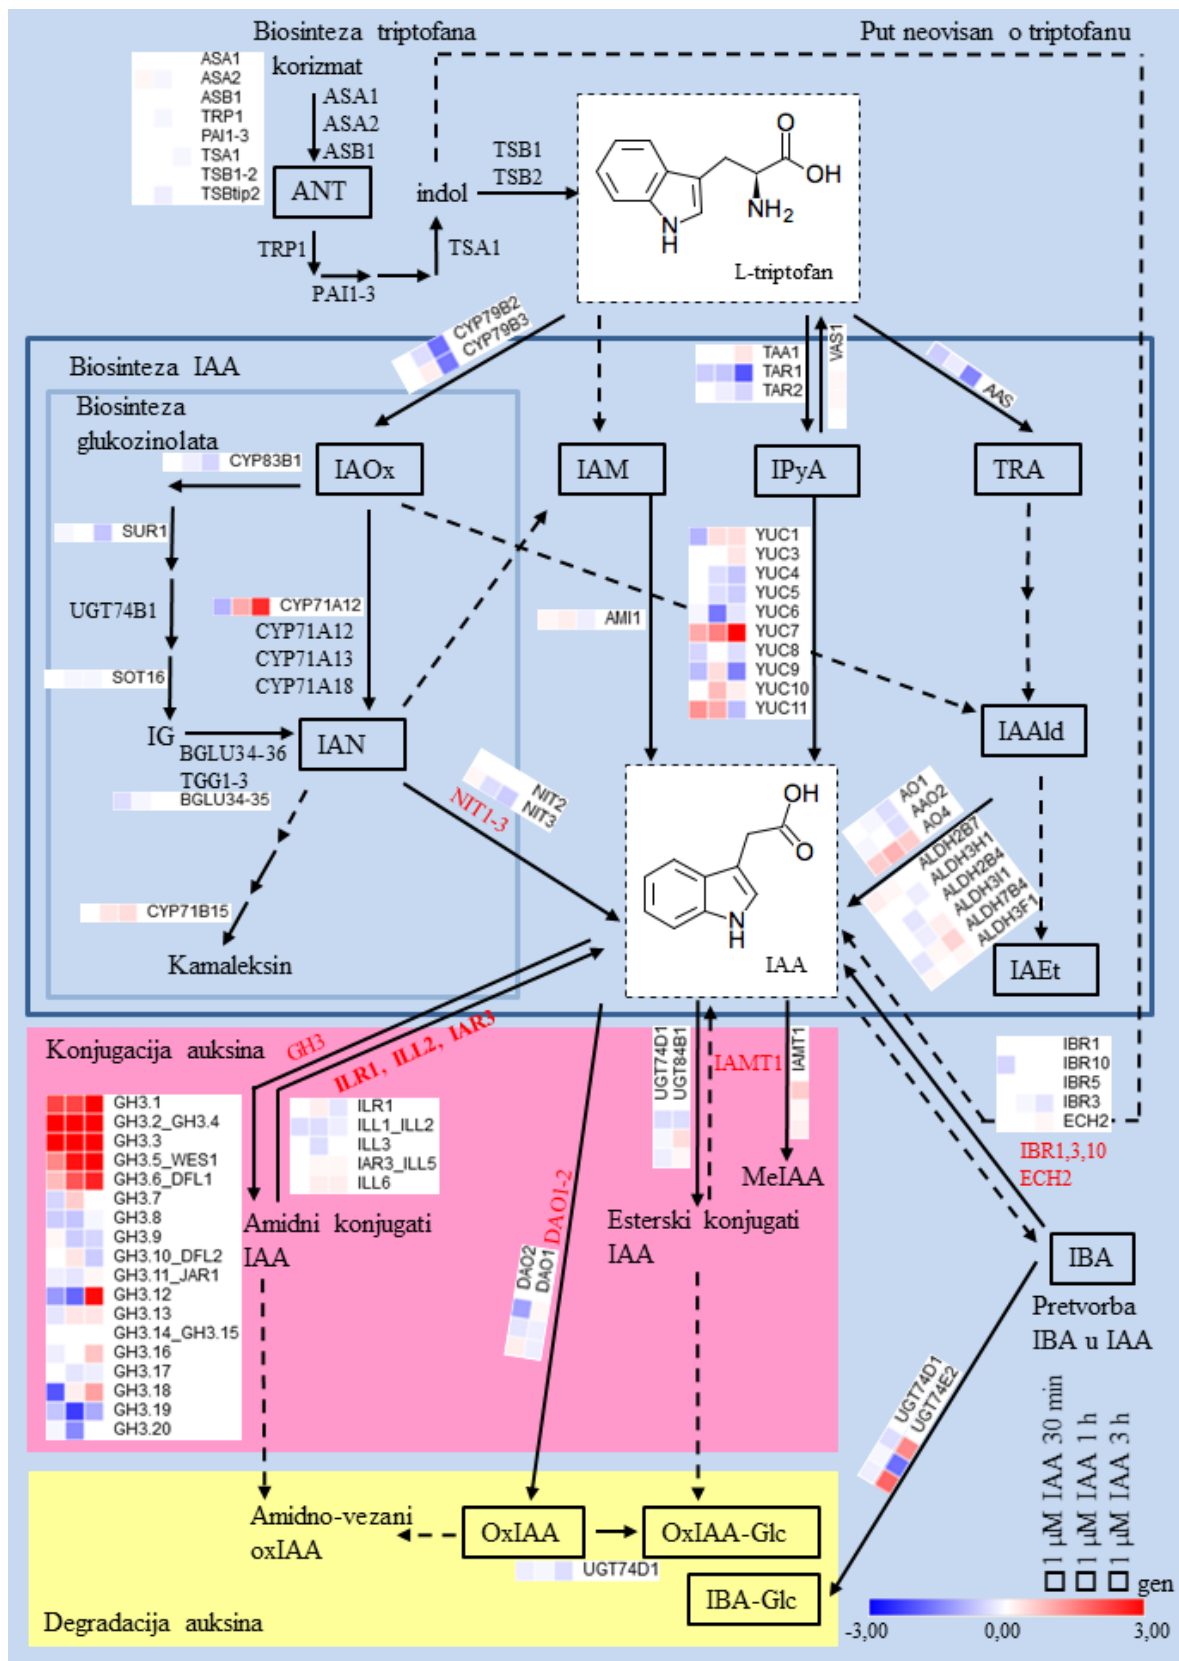 Biosinteza triptofana
Put neovisan o triptofanu
korizmat
ASA1
ASA2
ASB1
TRP1
PAI1-3
TSA1
TSB1-2
TSBtip2
ASA1
ASA2
ASB1
ANT
TRP1
PAI1-3
TSA1
indol
TSB1
TSB2
O
OH
NH2
N
H
L-triptofan
CYP79B2
CYP79B3
TAA1
TAR1
TAR2
VAS1
AAS
Biosinteza IAA
Biosinteza
glukozinolata
CYP83B1
IAOx
IAM
IPyA
TRA
SUR1
UGT74B1
CYP71A12
CYP71A12
CYP71A13
CYP71A18
SOT16
AMI1
YUC1
YUC3
YUC4
YUC5
YUC6
YUC7
YUC8
YUC9
YUC10
YUC11
IG
BGLU34-36
TGG1-3
BGLU34-35
IAN
IAAld
NIT2
NIT3
NIT1-3
OH
O
N
H
IAA
AO1
AAO2
AO4
ALDH2B7
ALDH3H1
ALDH2B4
ALDH3I1
ALDH7B4
ALDH3F1
CYP71B15
Kamaleksin
IAEt
Konjugacija auksina
GH3
ILR1, ILL2, IAR3
GH3.1
GH3.2_GH3.4
GH3.3
GH3.5_WES1
GH3.6_DFL1
GH3.7
GH3.8
GH3.9
GH3.10_DFL2
GH3.11_JAR1
GH3.12
GH3.13
GH3.14_GH3.15
GH3.16
GH3.17
GH3.18
GH3.19
GH3.20
ILR1
ILL1_ILL2
ILL3
IAR3_ILL5
ILL6
Amidni konjugati
IAA
DAO1-2
DAO2
DAO1
UGT74D1
UGT84B1
IAMT1
IAMT1
MeIAA
Esterski konjugati
IAA
IBR1
IBR10
IBR5
IBR3
ECH2
IBR1,3,10
ECH2
IBA
Pretvorba
IBA u IAA
UGT74D1
UGT74E2
Amidno-vezani
oxIAA
OxIAA
OxIAA-Glc
UGT74D1
IBA-Glc
Degradacija auksina
1 µM IAA 30 min
1 µM IAA 1 h
1 µM IAA 3 h
gen
-3,00
0,00
3,00